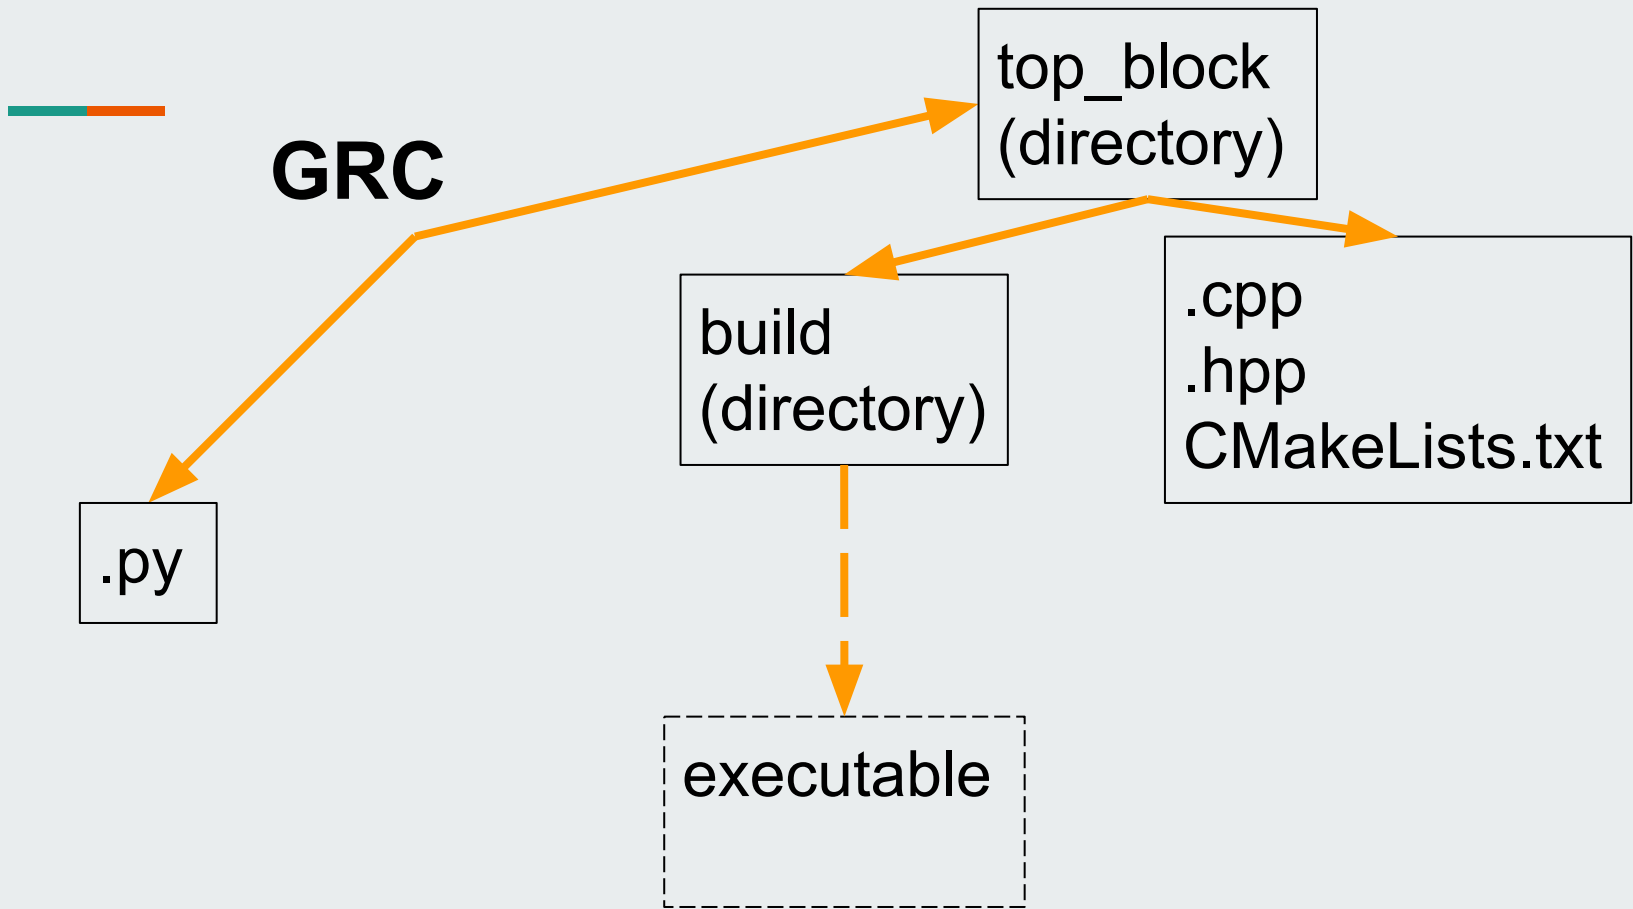 GRC
top_block
(directory)
build
(directory)
.cpp
.hpp
CMakeLists.txt
.py
executable